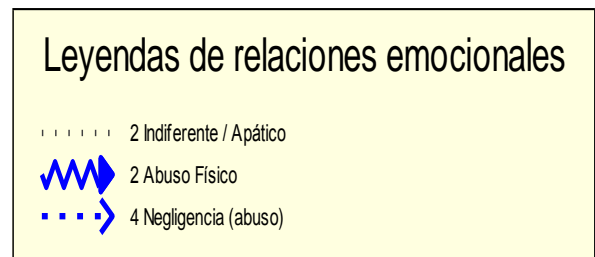 Leyendas de relaciones emocionales
2 Indiferente / Apático
2 Abuso Físico
4 Negligencia (abuso)